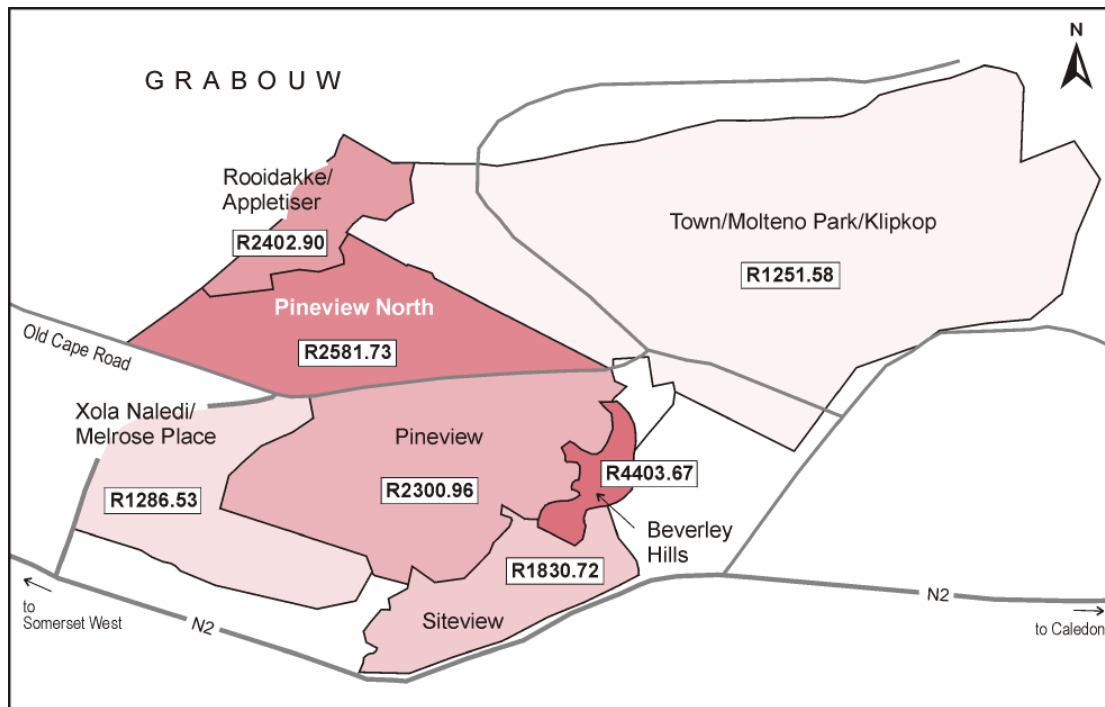 N
GRABOUW
Rooidakke/
Appletiser
R2402.90
Town/Molteno Park/Klipkop
R1251.58
Pineview North
R2581.73
Old Cape Road
Xola Naledi/
Melrose Place
R1286.53
Pineview
R2300.96
R4403.67
Beverley
Hills
R1830.72
Siteview
to
Somerset West
N2
N2
to Caledon